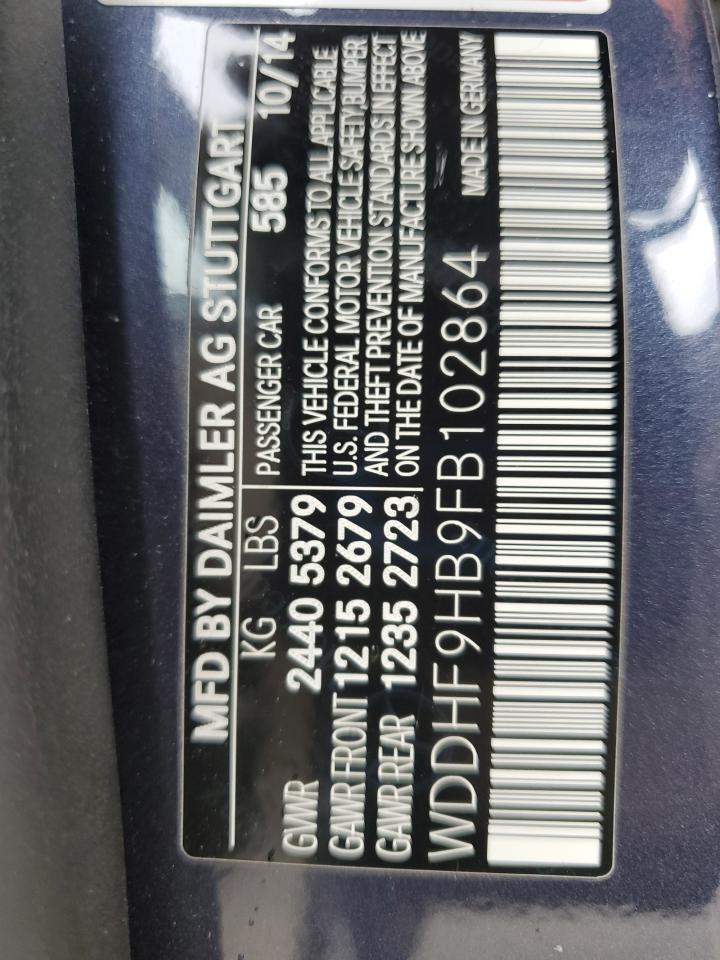 MFD BY DAIMLER AG STUTTGART
KG LBS PASSENGER CAR 585 10/14
GVWR 2440 5379 THIS VEHICLE CONFORMS TO ALL APPLICABLE
GAWR FRONT 1215 2679 U.S. FEDERAL MOTOR VEHICLE SAFETY, BUMPER,
GAWR REAR 1235 2723 AND THEFT PREVENTION STANDARDS IN EFFECT
ON THE DATE OF MANUFACTURE SHOWN ABOVE
WDDHF9HB9FB102864 MADE IN GERMANY